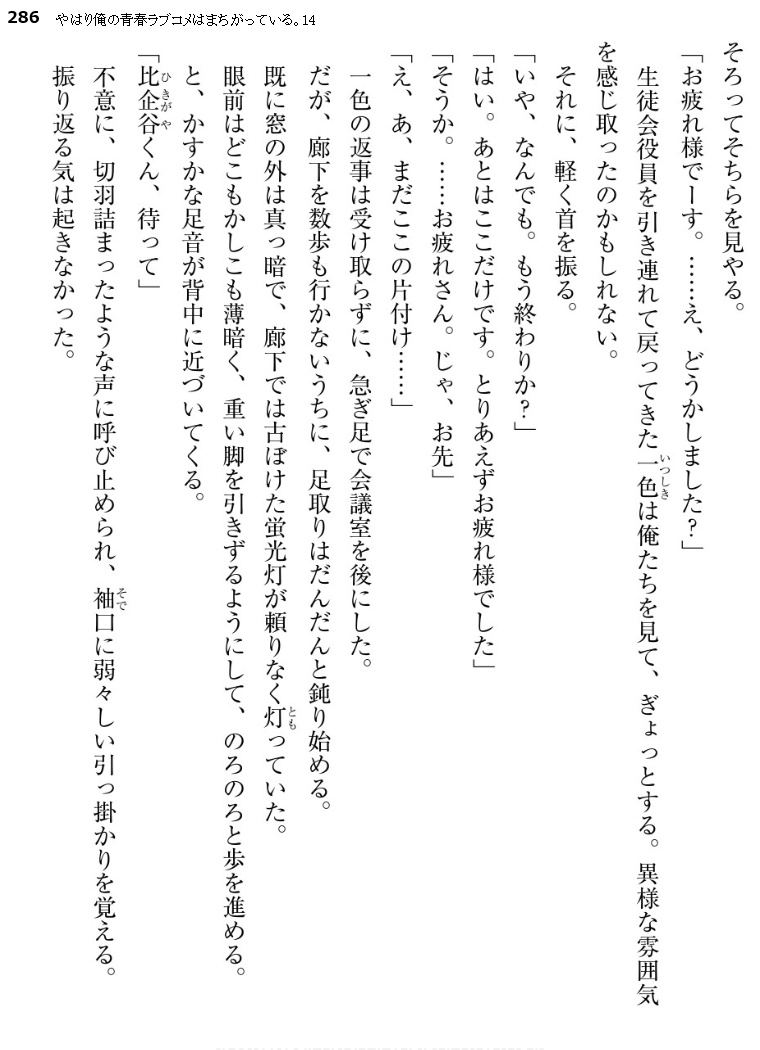 286 やはり俺の青春ラブコメはまちがっている。14
そろってそちらを見やる。
「お疲れ様でーす。……え、どうかしました?」
生徒会役員を引き連れて戻ってきた一色は俺たちを見て、ぎょっとする。異様な雰囲気
を感じ取ったのかもしれない。
それに、軽く首を振る。
「いや、なんでも。もう終わりか?」
「はい。あとはここだけです。とりあえずお疲れ様でした」
「そうか。……お疲れさん。じゃ、お先」
「え、あ、まだここの片付け……」
一色の返事は受け取らずに、急ぎ足で会議室を後にした。
だが、廊下を数歩も行かないうちに、足取りはだんだんと鈍り始める。
既に窓の外は真っ暗で、廊下では古ぼけた蛍光灯が頼りなく灯っていた。
眼前はどこもかしこも薄暗く、重い脚を引きずるようにして、のろのろと歩を進める。
と、かすかな足音が背中に近づいてくる。
「比企谷くん、待って」
不意に、切羽詰まったような声に呼び止められ、袖口に弱々しい引っ掛かりを覚える。
振り返る気は起きなかった。